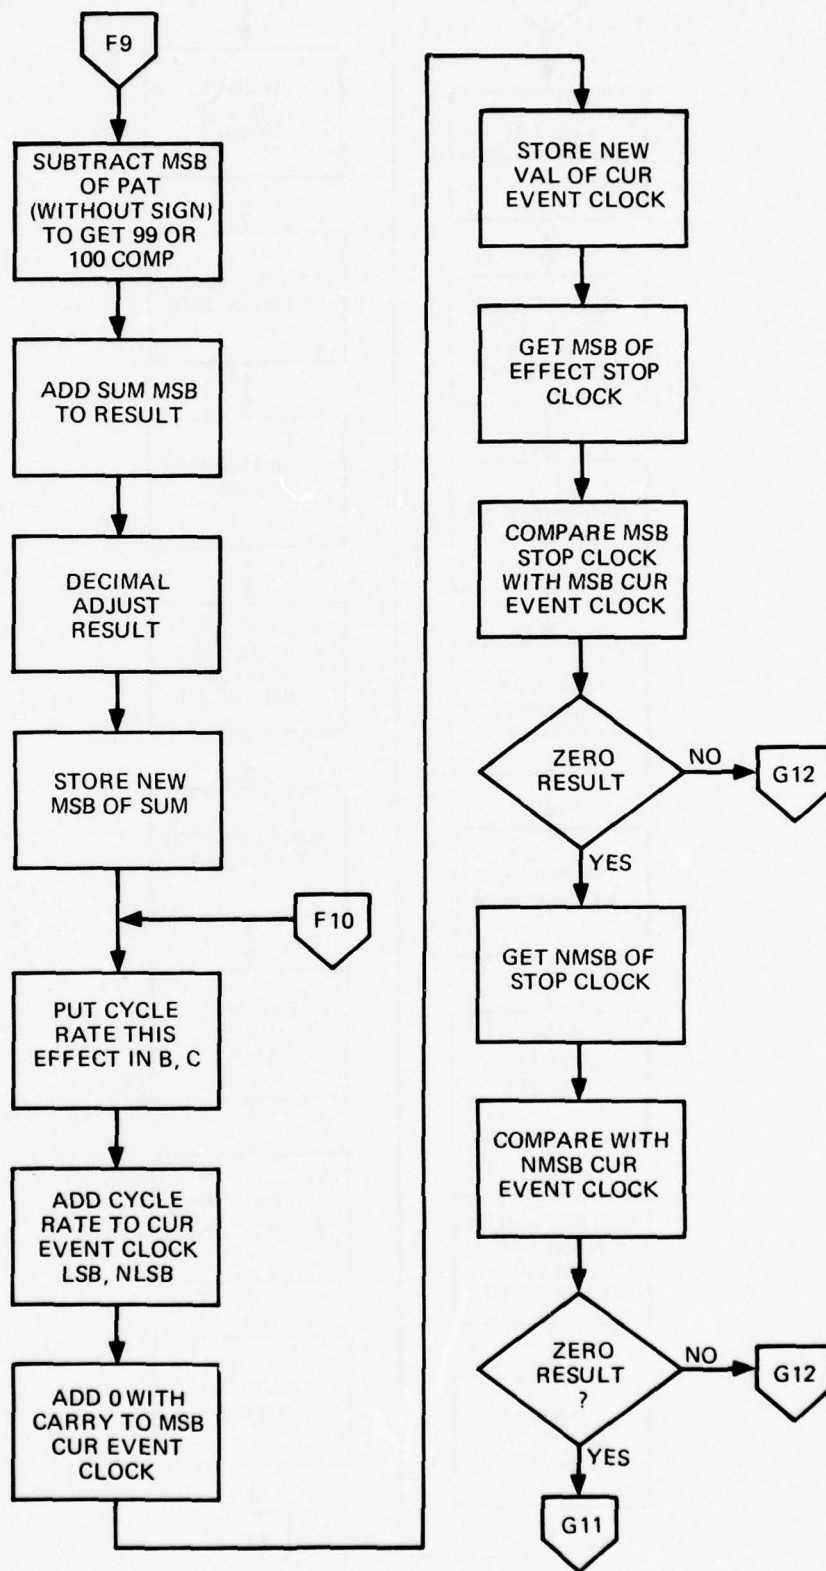 F9
SUBTRACT MSB
OF PAT
(WITHOUT SIGN)
TO GET 99 OR
100 COMP
ADD SUM MSB
TO RESULT
DECIMAL
ADJUST
RESULT
STORE NEW
MSB OF SUM
F10
PUT CYCLE
RATE THIS
EFFECT IN B, C
ADD CYCLE
RATE TO CUR
EVENT CLOCK
LSB, NLSB
ADD 0 WITH
CARRY TO MSB
CUR EVENT
CLOCK
STORE NEW
VAL OF CUR
EVENT CLOCK
GET MSB OF
EFFECT STOP
CLOCK
COMPARE MSB
STOP CLOCK
WITH MSB CUR
EVENT CLOCK
ZERO
RESULT
NO
G12
YES
GET NMSB OF
STOP CLOCK
COMPARE WITH
NMSB CUR
EVENT CLOCK
ZERO
RESULT
?
NO
G12
YES
G11